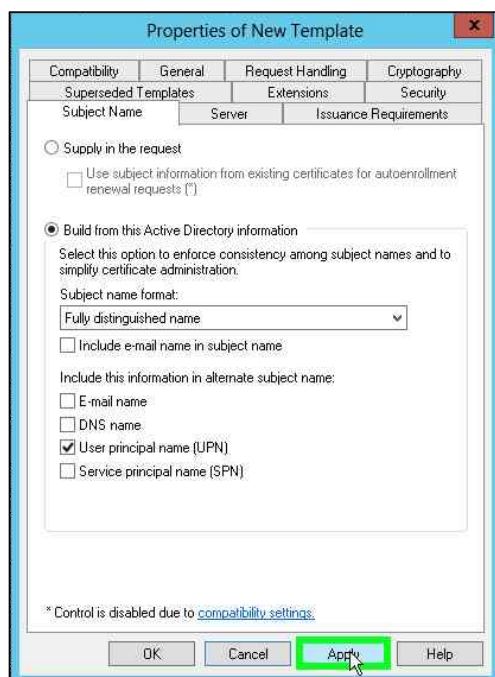 Properties of New Template
x
Compatibility General Request Handling Cryptography
Superseded Templates Extensions Security
Subject Name Server Issuance Requirements
Supply in the request
Use subject information from existing certificates for autoenrollment
renewal requests (*)
Build from this Active Directory information
Select this option to enforce consistency among subject names and to
simplify certificate administration.
Subject name format:
Fully distinguished name
Include e-mail name in subject name
Include this information in alternate subject name:
E-mail name
DNS name
User principal name (UPN)
Service principal name (SPN)
* Control is disabled due to compatibility settings.
OK Cancel Apply Help